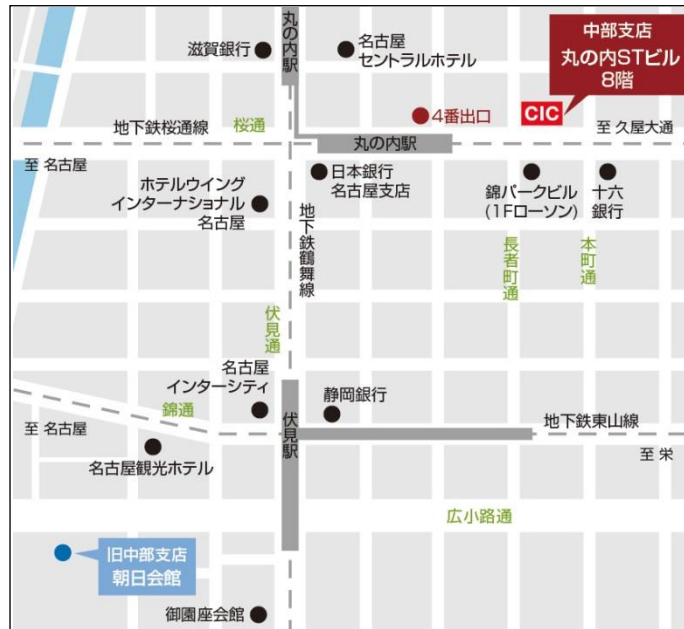 中部支店
丸の内STビル
8階
丸の内駅
滋賀銀行
名古屋
セントラルホテル
4番出口
CIC
至 久屋大通
地下鉄桜通線
桜通
丸の内駅
至 名古屋
日本銀行
名古屋支店
ホテルウイング
インターナショナル
名古屋
錦パークビル
(1Fローソン)
十六
銀行
地下鉄鶴舞線
長者町通
本町通
伏見通
名古屋
インターシティ
静岡銀行
錦通
伏見駅
地下鉄東山線
至 名古屋
至 栄
名古屋観光ホテル
広小路通
旧中部支店
朝日会館
御園座会館